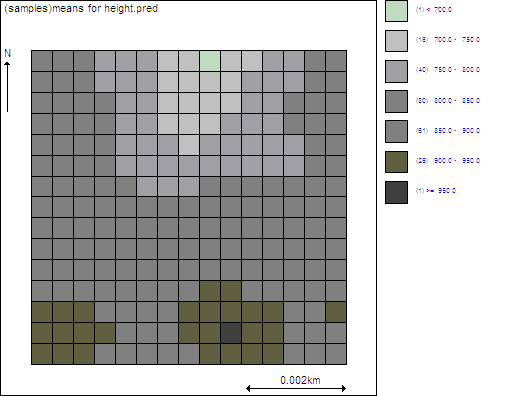 (samples)means for height.pred
N
(1) < 700.0
(16) 700.0 - 750.0
(40) 750.0 - 800.0
(80) 800.0 - 850.0
(61) 850.0 - 900.0
(26) 900.0 - 950.0
(1) >= 950.0
0.002km